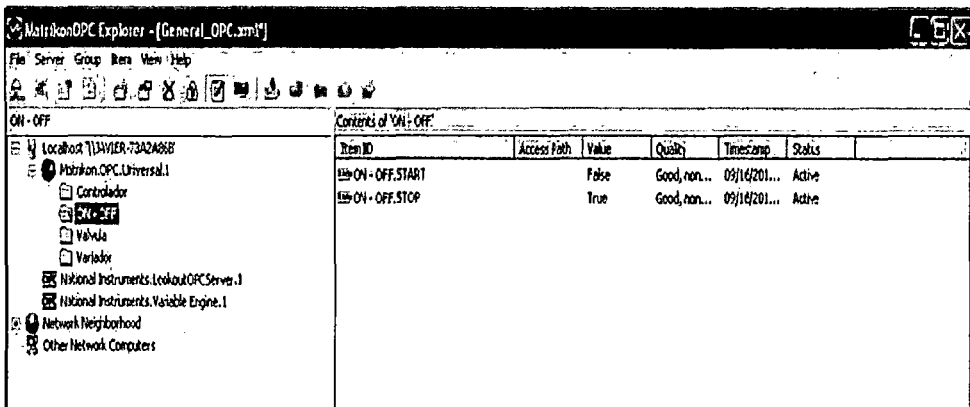 MatrikonOPC Explorer - [General_OPC.xml*]
File Server Group Item View Help
ON - OFF
Contents of 'ON - OFF'
Localhost
Item ID Access Path Value Quality Timestamp Status
Matrikon.OPC.Universal.1
ON - OFF.START False Good, non... 09/16/201... Active
Controlador
ON - OFF
ON - OFF.STOP True Good, non... 09/16/201... Active
Valvula
Variador
National Instruments.LookoutOPCServer.1
National Instruments.Variable Engine.1
Network Neighborhood
Other Network Computers